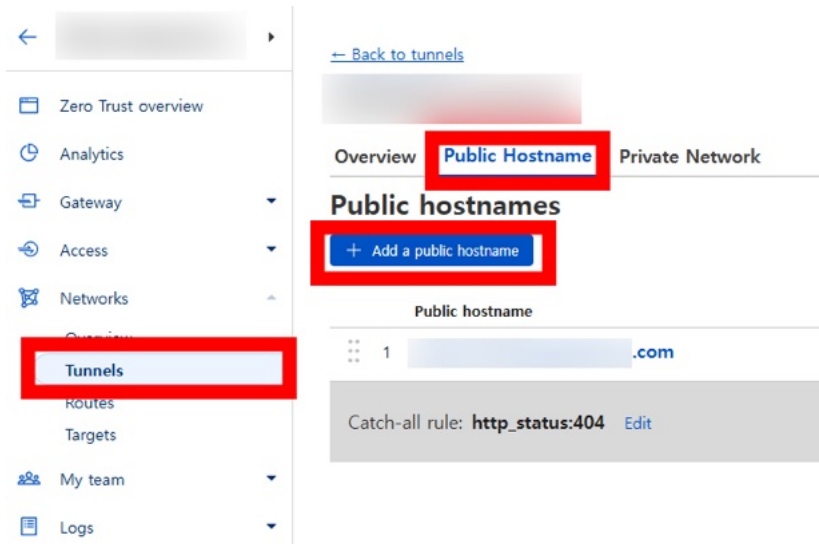 Zero Trust overview
Analytics
Gateway
Access
Networks
Overview
Tunnels
Routes
Targets
My team
Logs
← Back to tunnels
Overview Public Hostname Private Network
Public hostnames
+ Add a public hostname
Public hostname
1 .com
Catch-all rule: http_status:404 Edit